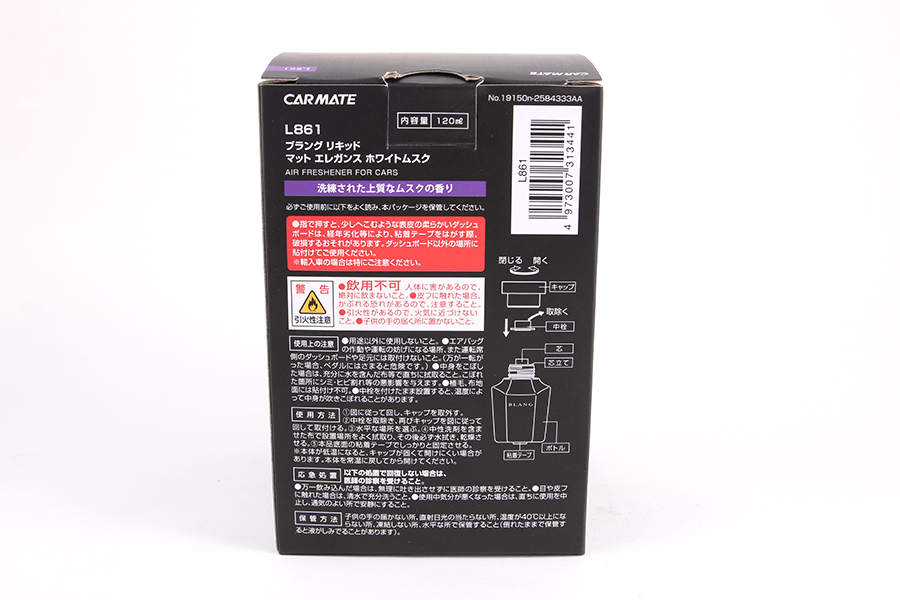 L861
CARMATE
CARMATE
No.19150n-2584333AA
内容量 120㎖
L861
ブラング リキッド
マット エレガンス ホワイトムスク
AIR FRESHENER FOR CARS
洗練された上質なムスクの香り
必ずご使用前に以下をよく読み、本パッケージを保管してください。
●指で押すと、少しへこむような表皮の柔らかいダッシュ
ボードは、経年劣化等により、粘着テープをはがす際、
破損するおそれがあります。ダッシュボード以外の場所に
貼付けてご使用ください。
※輸入車の場合は特にご注意ください。
警告
引火性注意
●飲用不可 人体に害があるので、
絶対に飲まないこと。●皮フに触れた場合、
かぶれる恐れがあるので、注意すること。
●引火性があるので、火気に近づけない
こと。●子供の手の届く所に置かないこと。
使用上の注意 ●用途以外に使用しないこと。●エアバッグ
の作動や運転の妨げになる場所、また運転席
側のダッシュボードや足元には取付けないこと。(万が一転が
った場合、ペダルにはさまると危険です。)●中身をこぼし
た場合は、充分に水を含んだ布等で直ちに拭取ること。こぼれ
た箇所にシミ・ヒビ割れ等の悪影響を与えます。●植毛、布地
面には貼付け不可。●中栓を付けたまま設置すると、温度によ
って中身が吹きこぼれることがあります。
使用方法 ①図に従って回し、キャップを取外す。
②中栓を取除き、再びキャップを図に従って
回して取付ける。③水平な場所を選ぶ。④中性洗剤を含ま
せた布で設置場所をよく拭取り、その後必ず水拭き、乾燥さ
せる。⑤本品底面の粘着テープでしっかりと固定させる。
※本体が低温になると、キャップが固くて開けにくい場合が
あります。本体を常温に戻してから開けてください。
応急処置 以下の処置で回復しない場合は、
医師の診察を受けること。
●万一飲み込んだ場合は、無理に吐き出させずに医師の診察を受けること。●目や皮フ
に触れた場合は、清水で充分洗うこと。●使用中気分が悪くなった場合は、直ちに使用を中
止し、通気のよい所で安静にすること。
保管方法 子供の手の届かない所、直射日光の当たらない所、温度が40℃以上にな
らない所、凍結しない所、水平な所で保管すること(倒れたままで保管す
ると液がしみでることがあります)。
L861
4 973007 313441
閉じる 開く
キャップ
取除く
中栓
芯
芯立て
BLANG
ボトル
粘着テープ